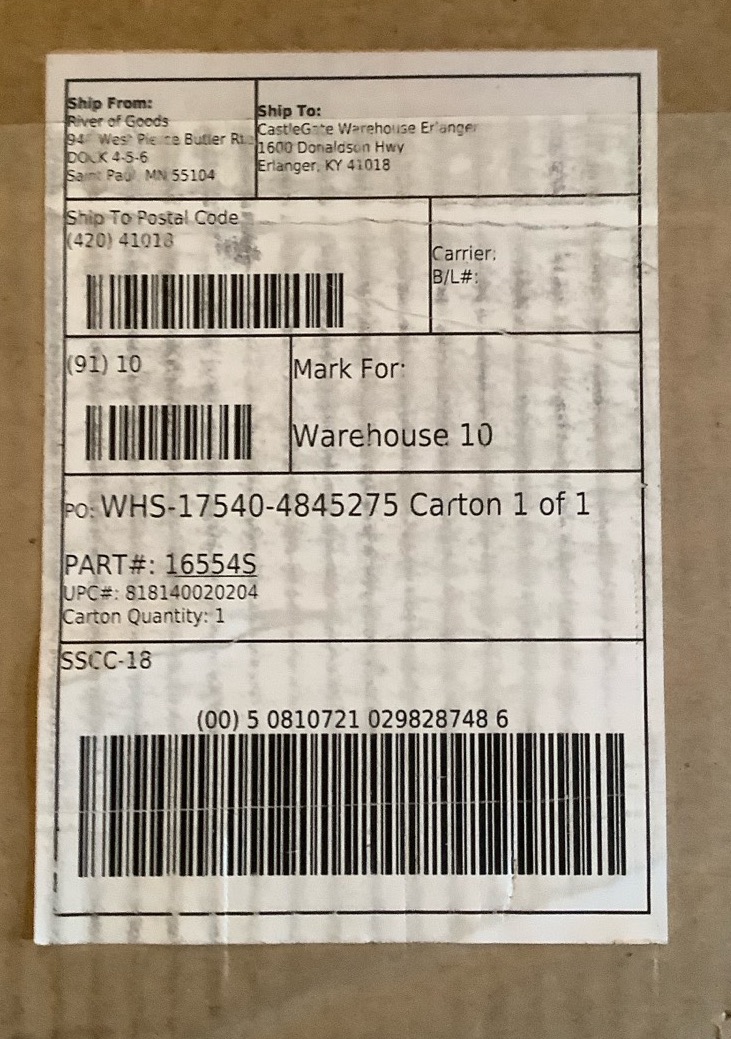 Ship From:
River of Goods
West Butler
DOCK 4-5-6
Saint Paul MN 55104
Ship To:
CastleGate Warehouse Erlanger
1600 Donaldson Hwy
Erlanger, KY 41018
Ship To Postal Code
(420) 41018
Carrier:
B/L#:
(91) 10
Mark For:
Warehouse 10
PO: WHS-17540-4845275 Carton 1 of 1
PART#: 16554S
UPC#: 818140020204
Carton Quantity: 1
SSCC-18
(00) 5 0810721 029828748 6